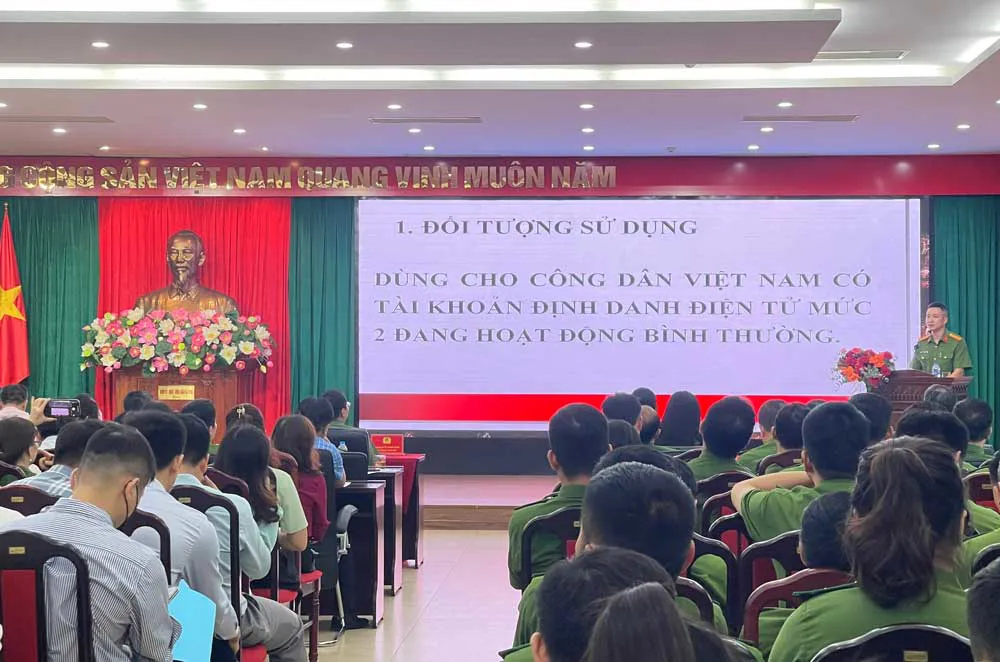 CỘNG SẢN VIỆT NAM QUANG VINH MUÔN NĂM
1. ĐỐI TƯỢNG SỬ DỤNG
DÙNG CHO CÔNG DÂN VIỆT NAM CÓ
TÀI KHOẢN ĐỊNH DANH ĐIỆN TỬ MỨC
2 ĐANG HOẠT ĐỘNG BÌNH THƯỜNG.